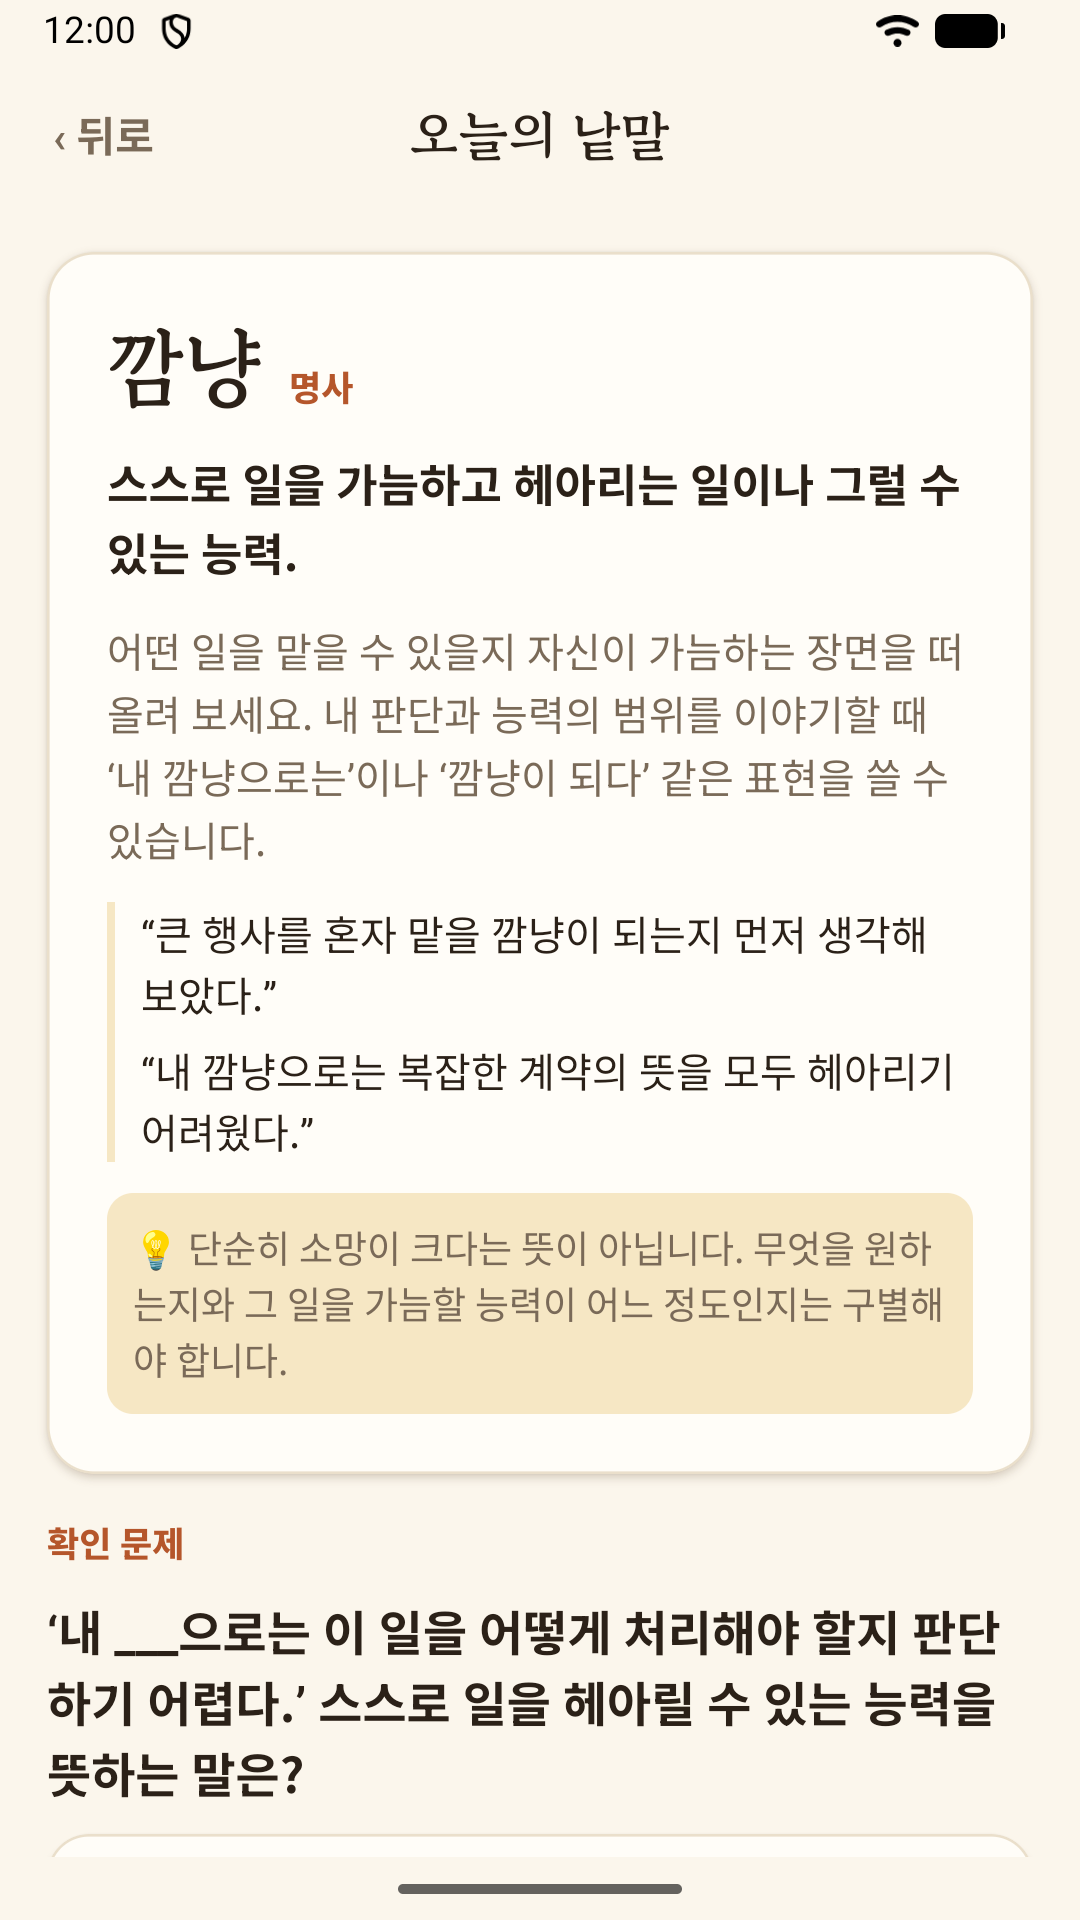 12:00
‹ 뒤로
오늘의 낱말
깜냥 명사
스스로 일을 가늠하고 헤아리는 일이나 그럴 수
있는 능력.
어떤 일을 맡을 수 있을지 자신이 가늠하는 장면을 떠
올려 보세요. 내 판단과 능력의 범위를 이야기할 때
‘내 깜냥으로는’이나 ‘깜냥이 되다’ 같은 표현을 쓸 수
있습니다.
“큰 행사를 혼자 맡을 깜냥이 되는지 먼저 생각해
보았다.”
“내 깜냥으로는 복잡한 계약의 뜻을 모두 헤아리기
어려웠다.”
💡 단순히 소망이 크다는 뜻이 아닙니다. 무엇을 원하
는지와 그 일을 가늠할 능력이 어느 정도인지는 구별해
야 합니다.
확인 문제
‘내 ___으로는 이 일을 어떻게 처리해야 할지 판단
하기 어렵다.’ 스스로 일을 헤아릴 수 있는 능력을
뜻하는 말은?